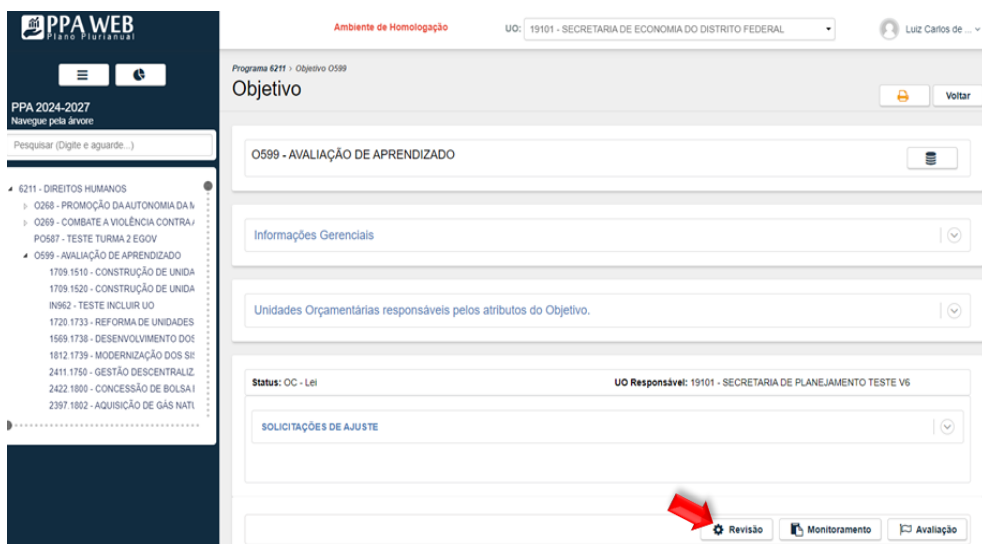 PPA WEB
Plano Plurianual
Ambiente de Homologação
UO: 19101 - SECRETARIA DE ECONOMIA DO DISTRITO FEDERAL
Luiz Carlos de ...
PPA 2024-2027
Navegue pela árvore
Pesquisar (Digite e aguarde...)
6211 - DIREITOS HUMANOS
O268 - PROMOÇÃO DA AUTONOMIA DA M
O269 - COMBATE A VIOLÊNCIA CONTRA A
PO587 - TESTE TURMA 2 EGOV
O599 - AVALIAÇÃO DE APRENDIZADO
1709.1510 - CONSTRUÇÃO DE UNIDA
1709.1520 - CONSTRUÇÃO DE UNIDA
IN962 - TESTE INCLUIR UO
1720.1733 - REFORMA DE UNIDADES
1569.1738 - DESENVOLVIMENTO DOS
1812.1739 - MODERNIZAÇÃO DOS SIS
2411.1750 - GESTÃO DESCENTRALIZ.
2422.1800 - CONCESSÃO DE BOLSA I
2397.1802 - AQUISIÇÃO DE GÁS NATU
Programa 6211 › Objetivo O599
Objetivo
Voltar
O599 - AVALIAÇÃO DE APRENDIZADO
Informações Gerenciais
Unidades Orçamentárias responsáveis pelos atributos do Objetivo.
Status: OC - Lei
UO Responsável: 19101 - SECRETARIA DE PLANEJAMENTO TESTE V6
SOLICITAÇÕES DE AJUSTE
Revisão
Monitoramento
Avaliação